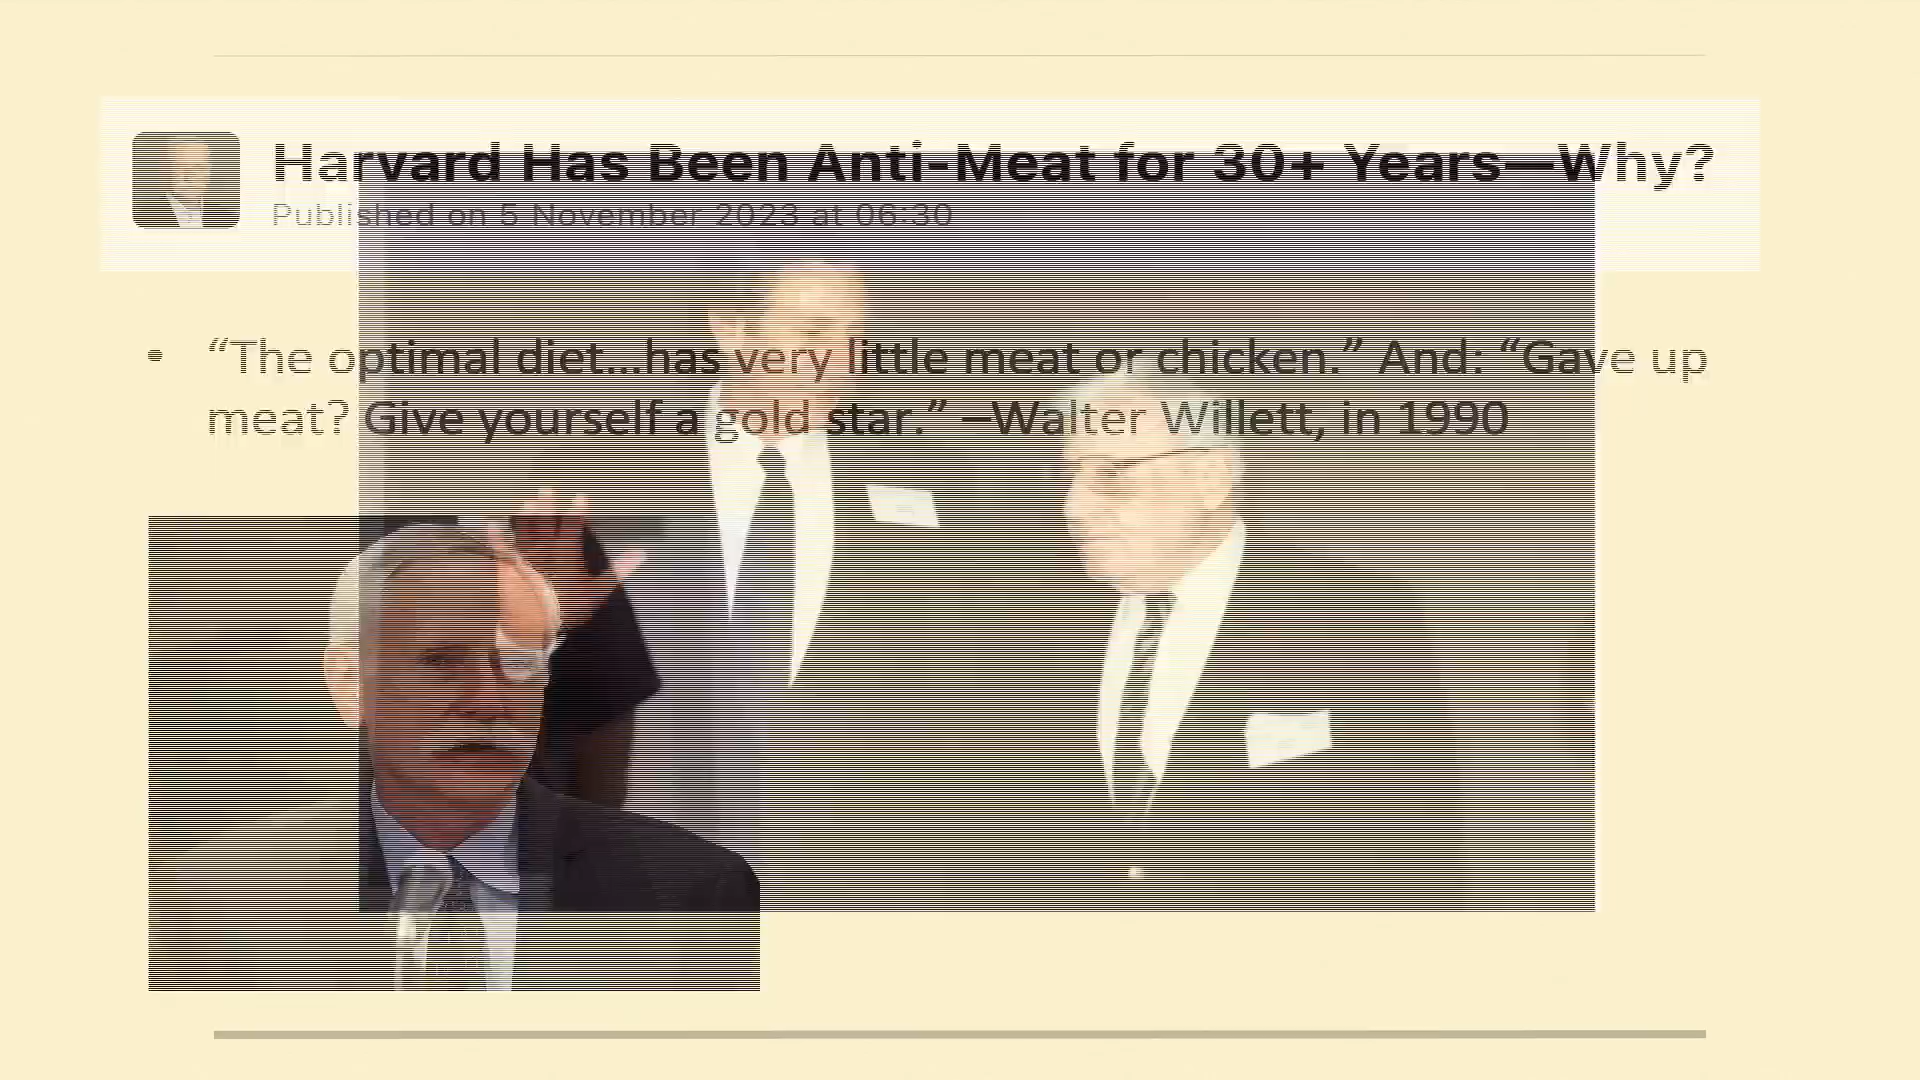 Harvard Has Been Anti-Meat for 30+ Years—Why?
Published on 5 November 2023 at 06:30
• “The optimal diet...has very little meat or chicken.” And: “Gave up
meat? Give yourself a gold star.” –Walter Willett, in 1990